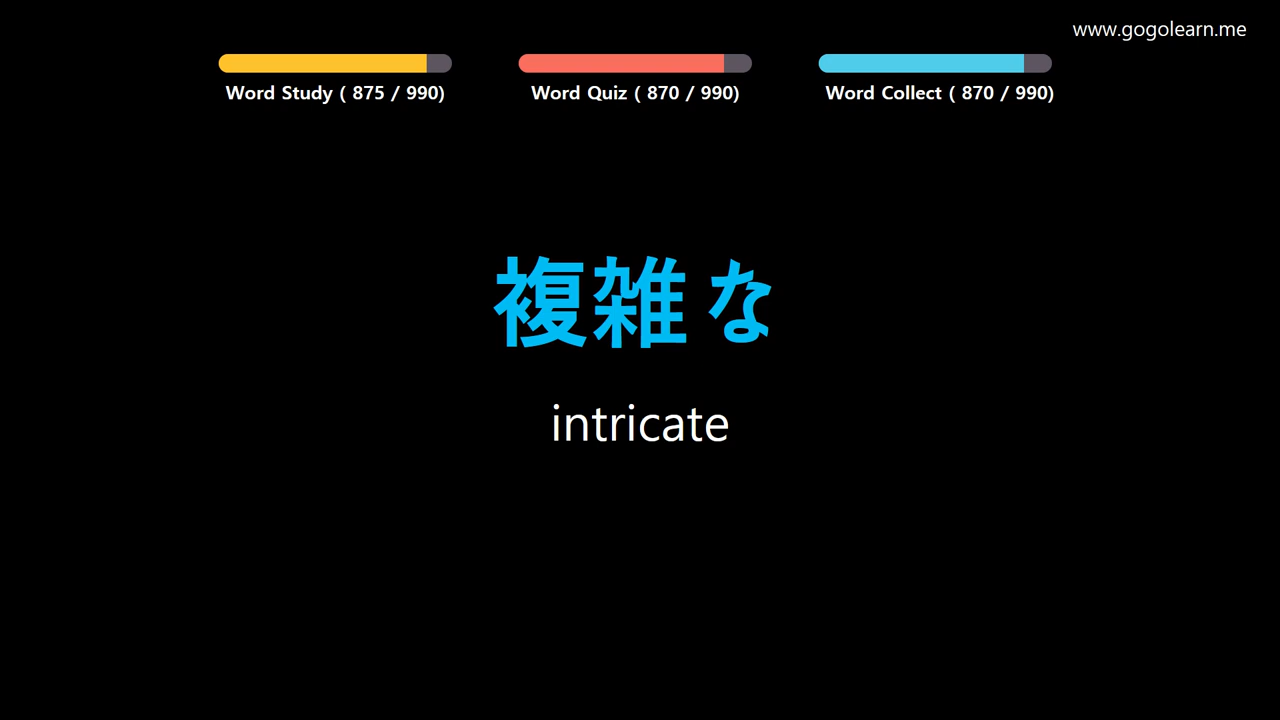 www.gogolearn.me
Word Study ( 875 / 990)
Word Quiz ( 870 / 990)
Word Collect ( 870 / 990)
複雑な
intricate